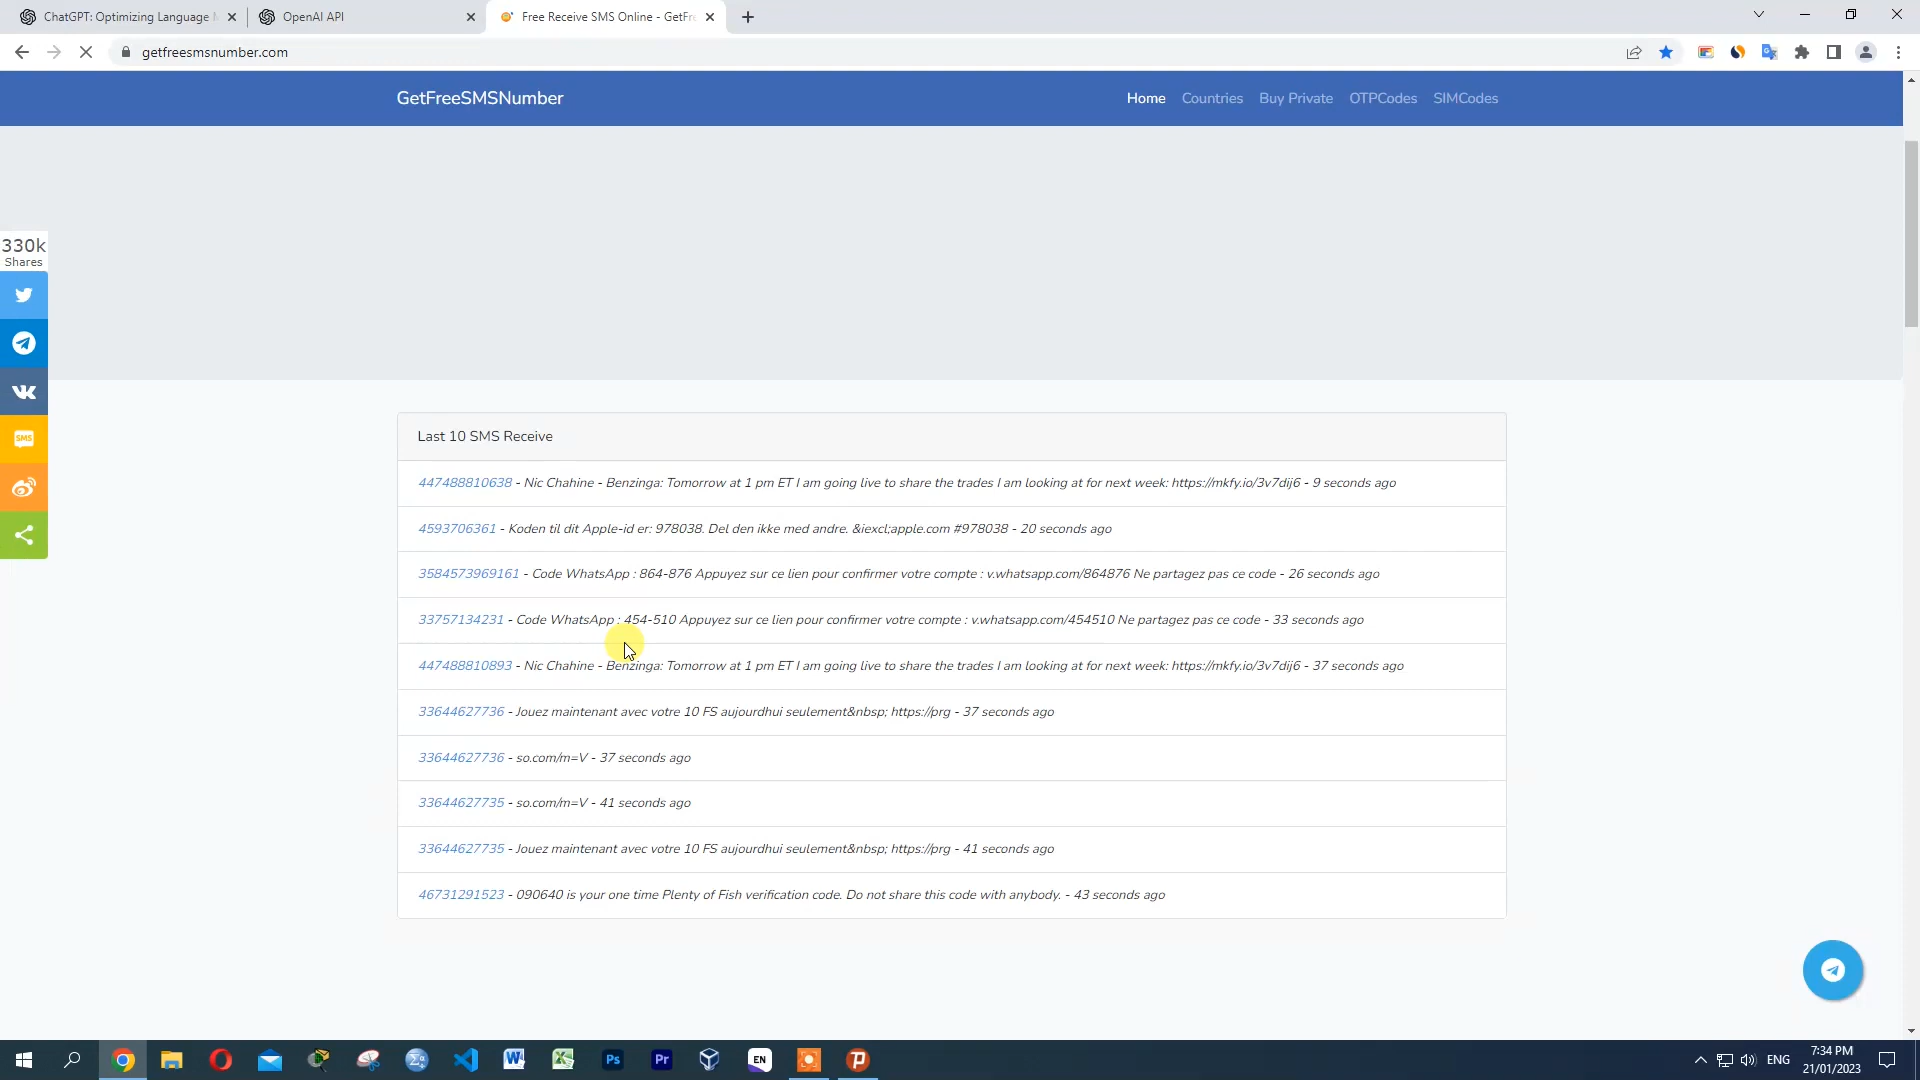 ChatGPT: Optimizing Language
OpenAI API
Free Receive SMS Online - GetFre
getfreesmsnumber.com
GetFreeSMSNumber
Home
Countries
Buy Private
OTPCodes
SIMCodes
330k
Shares
SMS
Last 10 SMS Receive
447488810638 - Nic Chahine - Benzinga: Tomorrow at 1 pm ET I am going live to share the trades I am looking at for next week: https://mkfy.io/3v7dij6 - 9 seconds ago
4593706361 - Koden til dit Apple-id er: 978038. Del den ikke med andre. &iexcl;apple.com #978038 - 20 seconds ago
3584573969161 - Code WhatsApp : 864-876 Appuyez sur ce lien pour confirmer votre compte : v.whatsapp.com/864876 Ne partagez pas ce code - 26 seconds ago
33757134231 - Code WhatsApp : 454-510 Appuyez sur ce lien pour confirmer votre compte : v.whatsapp.com/454510 Ne partagez pas ce code - 33 seconds ago
447488810893 - Nic Chahine - Benzinga: Tomorrow at 1 pm ET I am going live to share the trades I am looking at for next week: https://mkfy.io/3v7dij6 - 37 seconds ago
33644627736 - Jouez maintenant avec votre 10 FS aujourdhui seulement&nbsp; https://prg - 37 seconds ago
33644627736 - so.com/m=V - 37 seconds ago
33644627735 - so.com/m=V - 41 seconds ago
33644627735 - Jouez maintenant avec votre 10 FS aujourdhui seulement&nbsp; https://prg - 41 seconds ago
46731291523 - 090640 is your one time Plenty of Fish verification code. Do not share this code with anybody. - 43 seconds ago
Ps
Pr
EN
ENG
7:34 PM
21/01/2023